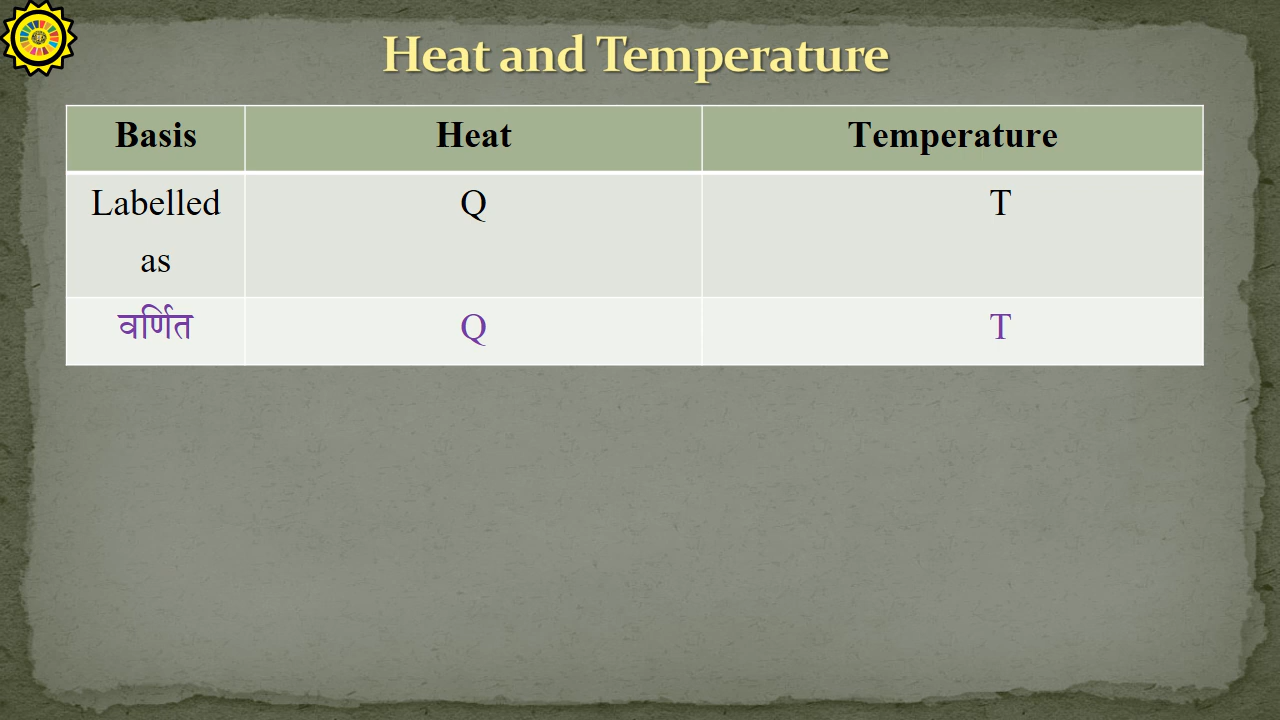 Heat and Temperature
Basis Heat Temperature
Labelled as Q T
वर्णित Q T